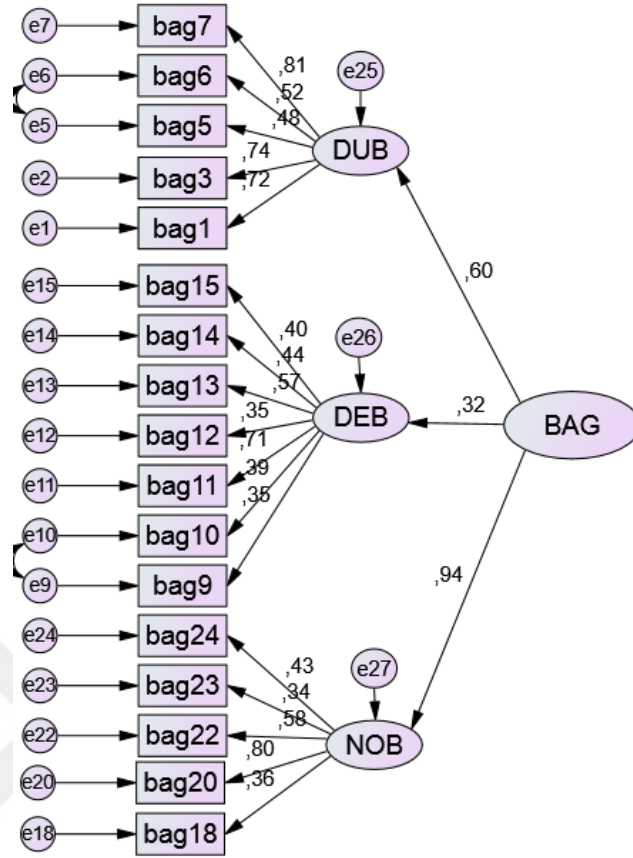 e7 bag7
,81
e6 bag6
,52
e25
e5 bag5
,48
DUB
e2 bag3
,74
,72
e1 bag1
,60
e15 bag15
,40
e14 bag14
,44
e26
e13 bag13
,57
,35
DEB
,32
BAG
e12 bag12
,71
e11 bag11
,39
,35
e10 bag10
e9 bag9
,94
e24 bag24
,43
e27
e23 bag23
,34
,58
e22 bag22
NOB
,80
e20 bag20
,36
e18 bag18